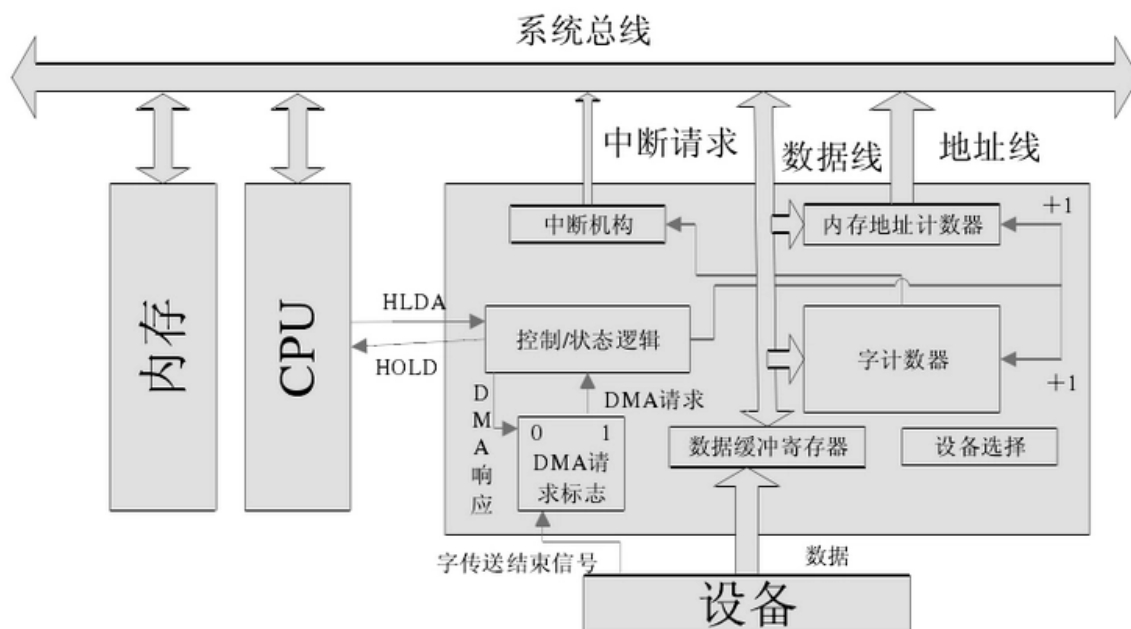 系统总线
中断请求
数据线
地址线
中断机构
内存地址计数器
+1
内存
CPU
HLDA
HOLD
控制/状态逻辑
字计数器
+1
DMA响应
DMA请求
0 1
DMA请
求标志
数据缓冲寄存器
设备选择
字传送结束信号
数据
设备